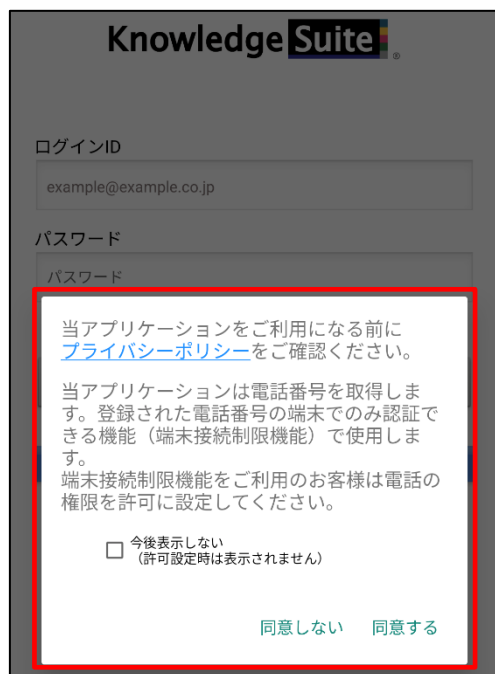 Knowledge Suite ®
ログインID
example@example.co.jp
パスワード
パスワード
当アプリケーションをご利用になる前に
プライバシーポリシーをご確認ください。
当アプリケーションは電話番号を取得しま
す。登録された電話番号の端末でのみ認証で
きる機能（端末接続制限機能）で使用しま
す。
端末接続制限機能をご利用のお客様は電話の
権限を許可に設定してください。
今後表示しない
（許可設定時は表示されません）
同意しない 同意する